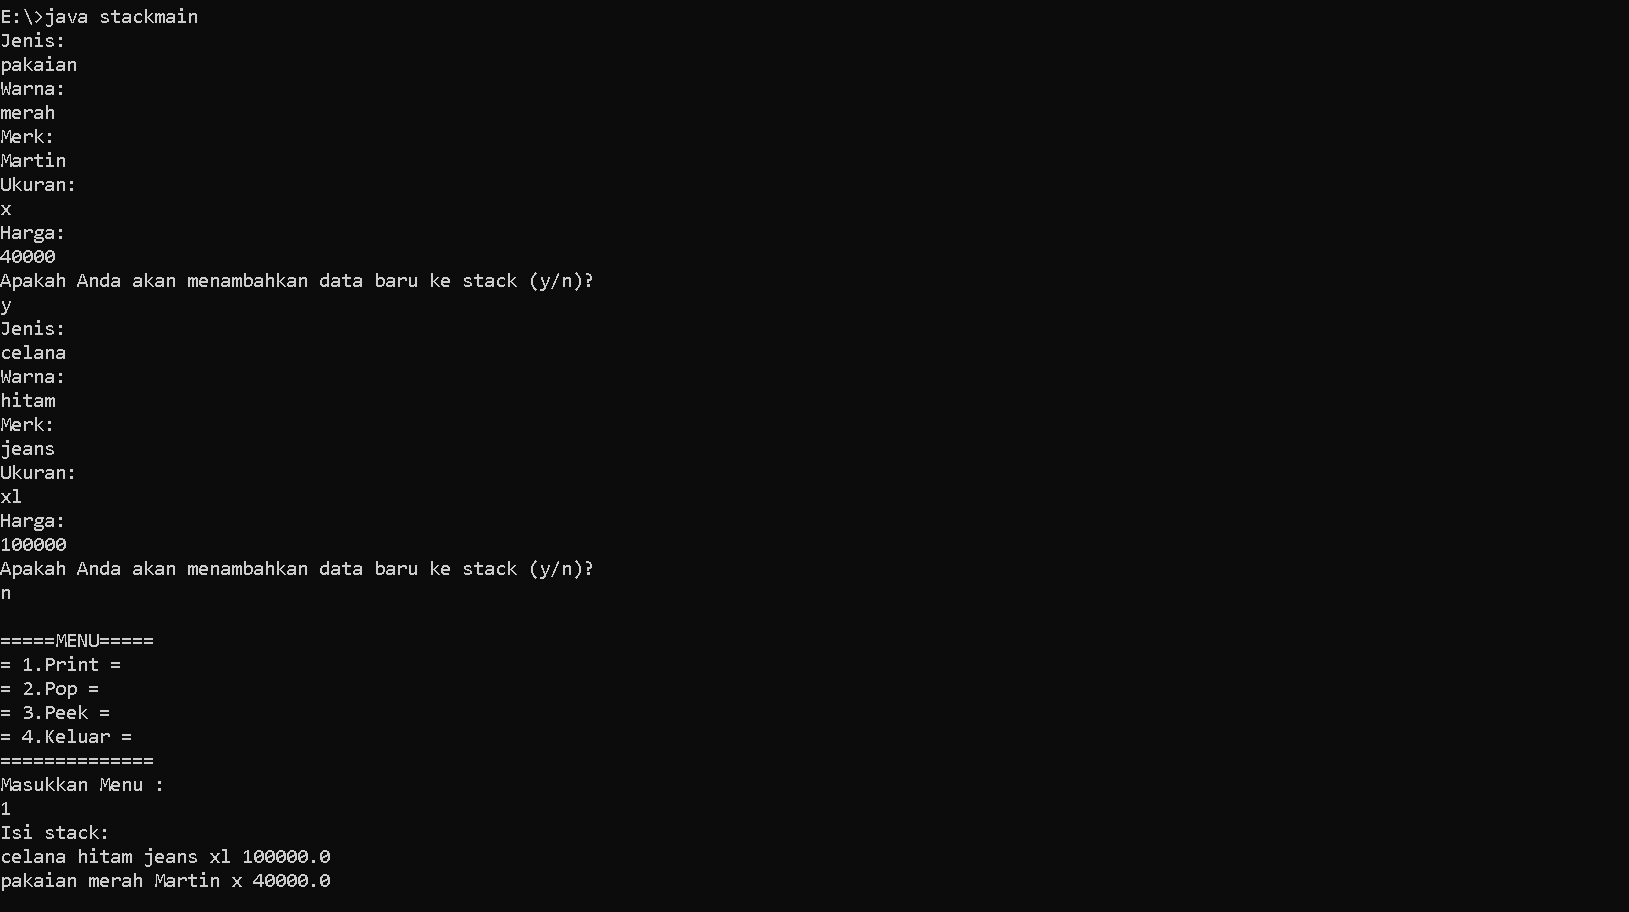 E:\>java stackmain
Jenis:
pakaian
Warna:
merah
Merk:
Martin
Ukuran:
x
Harga:
40000
Apakah Anda akan menambahkan data baru ke stack (y/n)?
y
Jenis:
celana
Warna:
hitam
Merk:
jeans
Ukuran:
xl
Harga:
100000
Apakah Anda akan menambahkan data baru ke stack (y/n)?
n
=====MENU=====
= 1.Print =
= 2.Pop =
= 3.Peek =
= 4.Keluar =
==============
Masukkan Menu :
1
Isi stack:
celana hitam jeans xl 100000.0
pakaian merah Martin x 40000.0